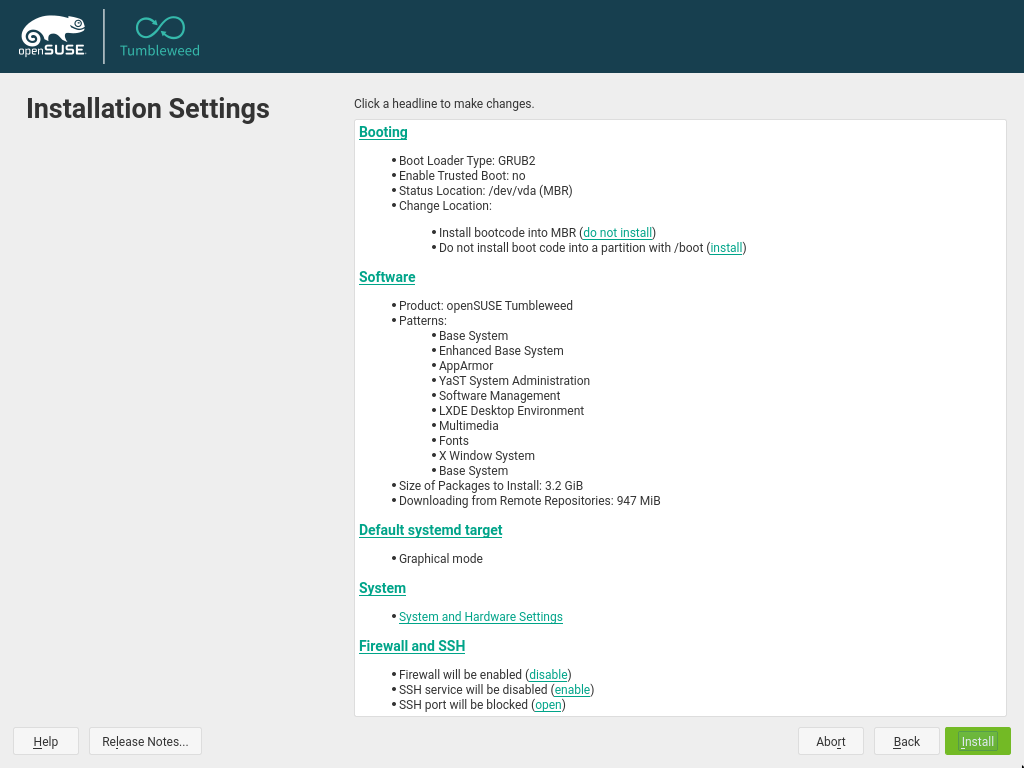 openSUSE.
Tumbleweed
Installation Settings
Click a headline to make changes.
Booting
Boot Loader Type: GRUB2
Enable Trusted Boot: no
Status Location: /dev/vda (MBR)
Change Location:
Install bootcode into MBR (do not install)
Do not install boot code into a partition with /boot (install)
Software
Product: openSUSE Tumbleweed
Patterns:
Base System
Enhanced Base System
AppArmor
YaST System Administration
Software Management
LXDE Desktop Environment
Multimedia
Fonts
X Window System
Base System
Size of Packages to Install: 3.2 GiB
Downloading from Remote Repositories: 947 MiB
Default systemd target
Graphical mode
System
System and Hardware Settings
Firewall and SSH
Firewall will be enabled (disable)
SSH service will be disabled (enable)
SSH port will be blocked (open)
Help Release Notes... Abort Back Install